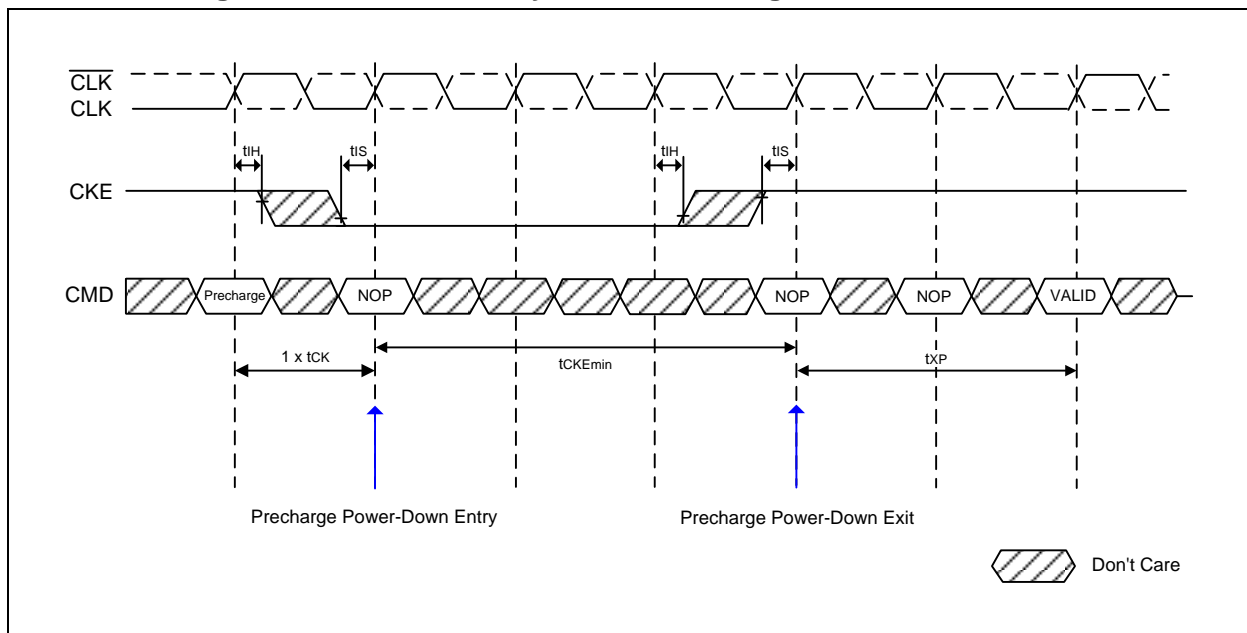 CLK
CLK
tIH
tIS
tIH
tIS
CKE
CMD
Precharge
NOP
NOP
NOP
VALID
1 x tCK
tCKEmin
tXP
Precharge Power-Down Entry
Precharge Power-Down Exit
Don't Care